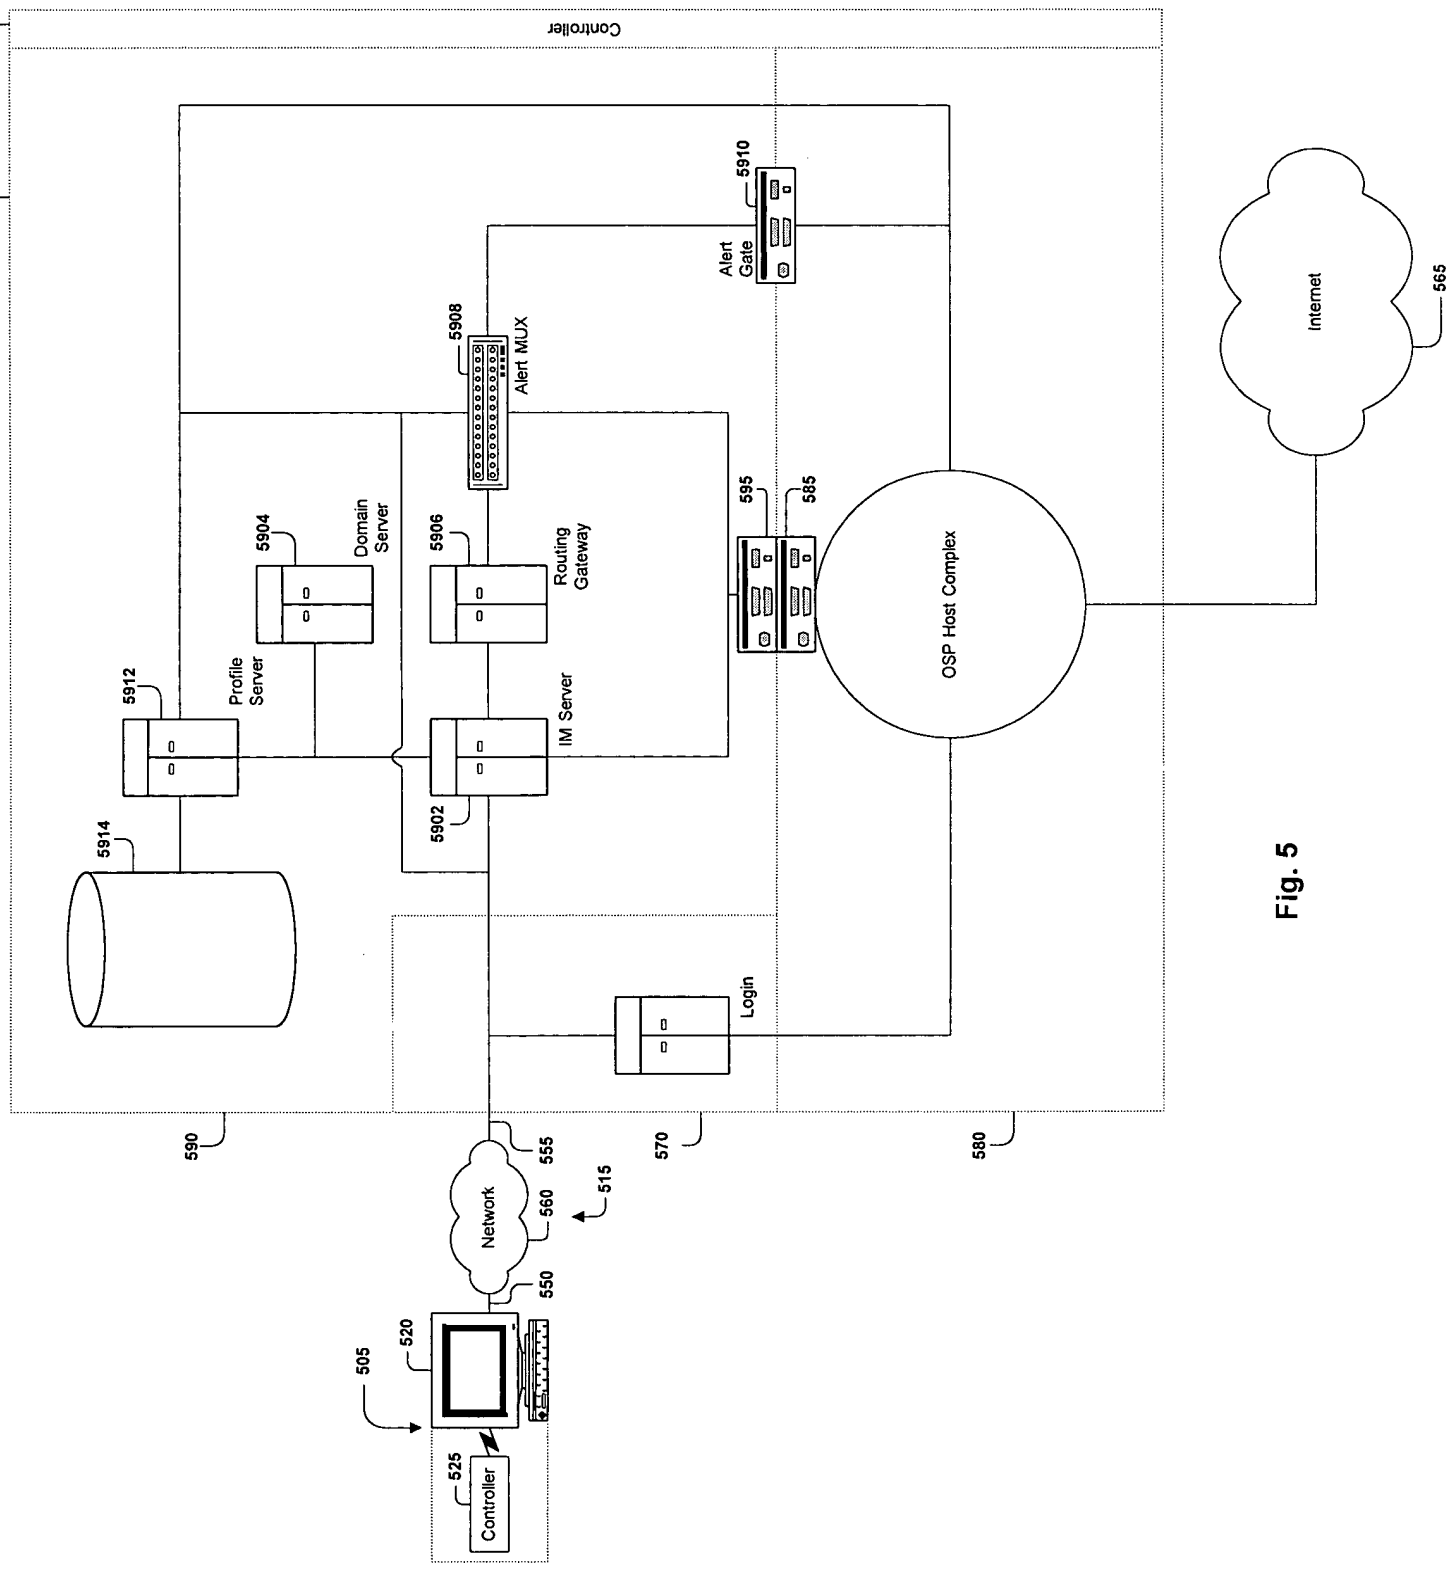 5914
5912
590
Profile
Server
5904
Domain
Server
505
520
5902
5906
525
5908
Controller
Network
Alert MUX
550
560
555
IM Server
Routing
Gateway
Controller
515
570
Alert
Gate
5910
Login
595
585
OSP Host Complex
580
Fig. 5
Internet
565